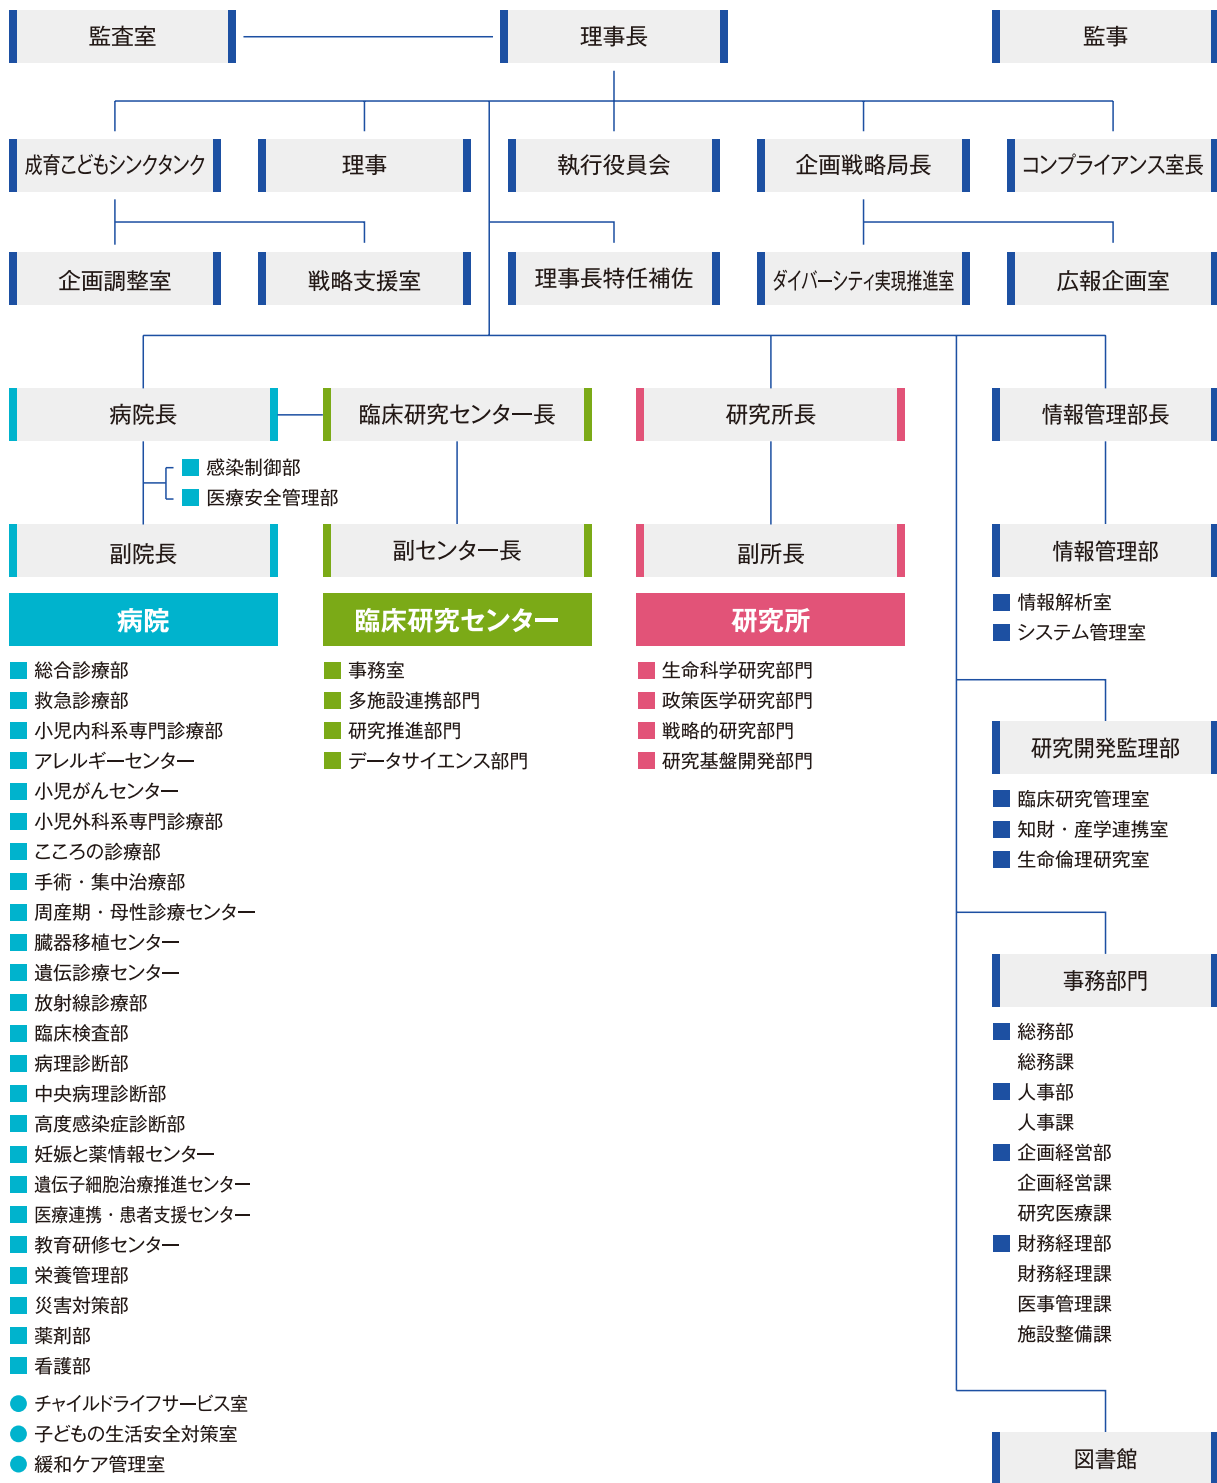 監査室
理事長
監事
成育こどもシンクタンク
理事
執行役員会
企画戦略局長
コンプライアンス室長
企画調整室
戦略支援室
理事長特任補佐
ダイバーシティ実現推進室
広報企画室
病院長
臨床研究センター長
研究所長
情報管理部長
感染制御部
医療安全管理部
副院長
副センター長
副所長
情報管理部
病院
臨床研究センター
研究所
情報解析室
システム管理室
総合診療部
救急診療部
小児内科系専門診療部
アレルギーセンター
小児がんセンター
小児外科系専門診療部
こころの診療部
手術・集中治療部
周産期・母性診療センター
臓器移植センター
遺伝診療センター
放射線診療部
臨床検査部
病理診断部
中央病理診断部
高度感染症診断部
妊娠と薬情報センター
遺伝子細胞治療推進センター
医療連携・患者支援センター
教育研修センター
栄養管理部
災害対策部
薬剤部
看護部
チャイルドライフサービス室
子どもの生活安全対策室
緩和ケア管理室
事務室
多施設連携部門
研究推進部門
データサイエンス部門
生命科学研究部門
政策医学研究部門
戦略的研究部門
研究基盤開発部門
研究開発監理部
臨床研究管理室
知財・産学連携室
生命倫理研究室
事務部門
総務部
総務課
人事部
人事課
企画経営部
企画経営課
研究医療課
財務経理部
財務経理課
医事管理課
施設整備課
図書館